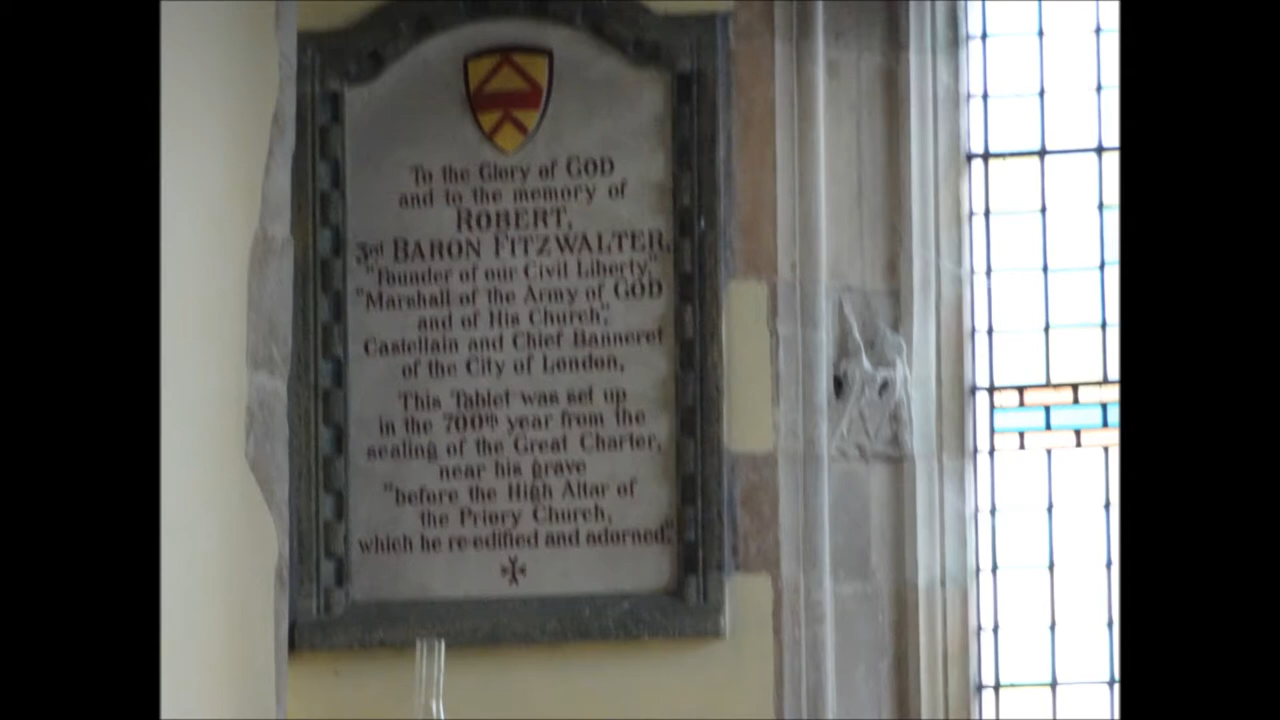 To the Glory of GOD
and to the memory of
ROBERT,
3rd BARON FITZWALTER,
"Founder of our Civil Liberty,"
"Marshall of the Army of GOD
and of His Church,"
Castellain and Chief Banneret
of the City of London,
This Tablet was set up
in the 700th year from the
sealing of the Great Charter,
near his grave
"before the High Altar of
the Priory Church,
which he re-edified and adorned."